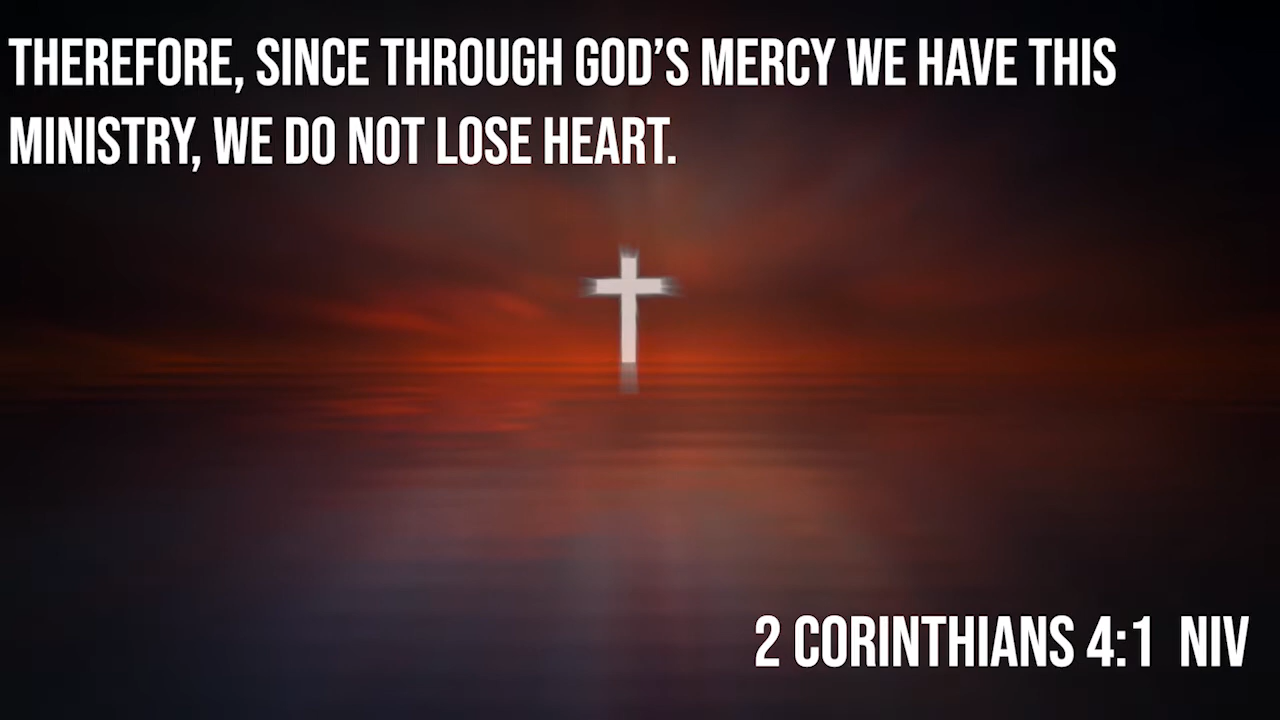 THEREFORE, SINCE THROUGH GOD’S MERCY WE HAVE THIS
MINISTRY, WE DO NOT LOSE HEART.
2 CORINTHIANS 4:1 NIV